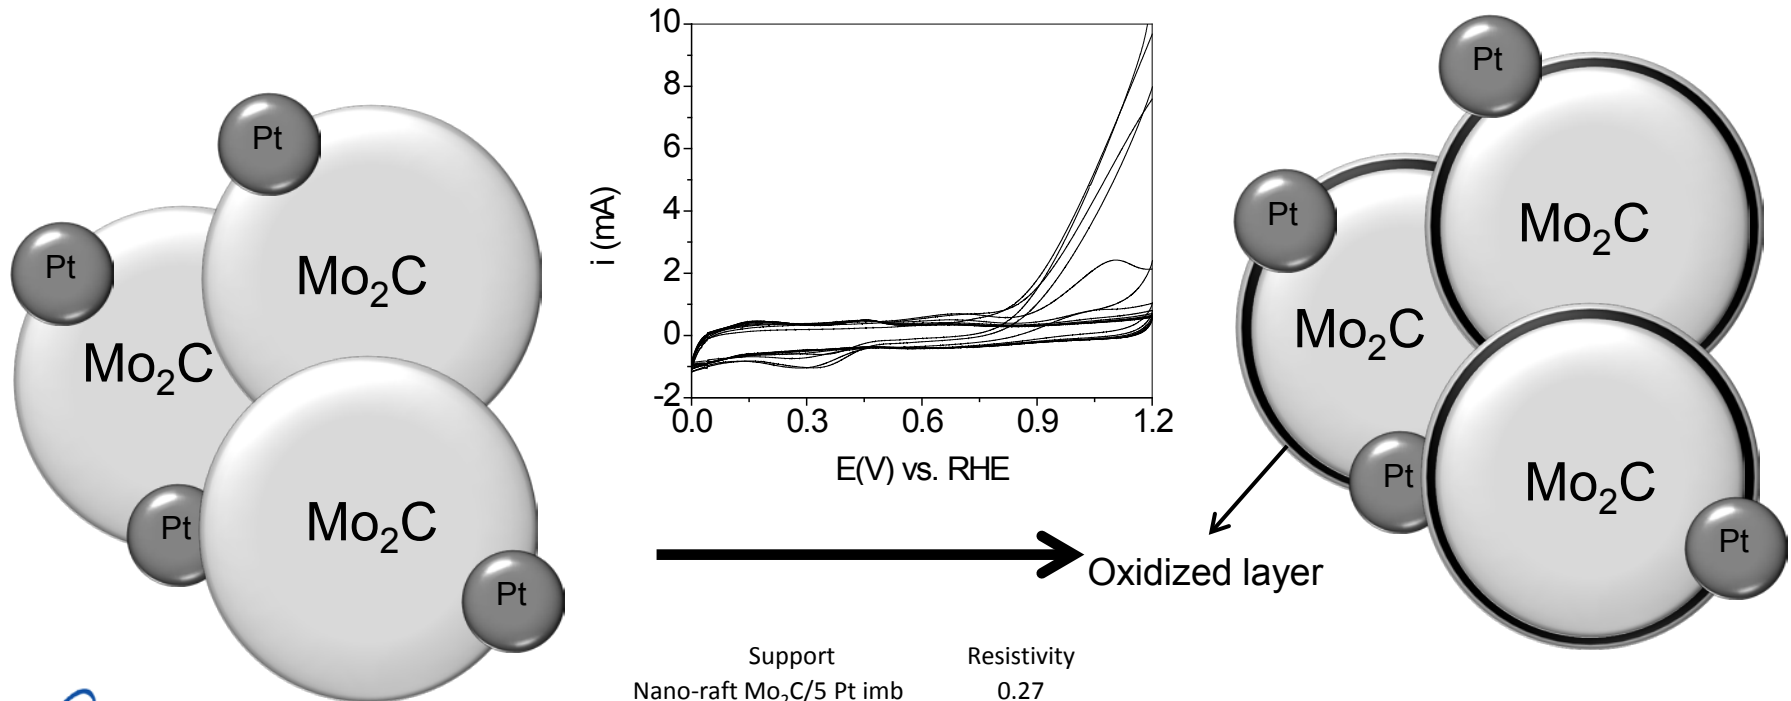 Pt
Pt
Mo₂C
Mo₂C
Pt
Mo₂C
Pt
10
8
6
4
2
0
-2
i (mA)
0.0 0.3 0.6 0.9 1.2
E(V) vs. RHE
Oxidized layer
Pt
Pt
Mo₂C
Mo₂C
Pt
Mo₂C
Pt
Support Resistivity
Nano-raft Mo₂C/5 Pt imb 0.27